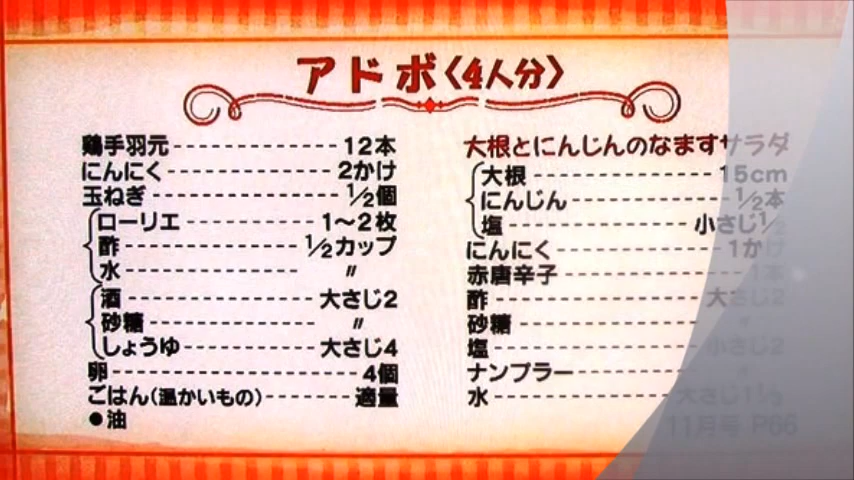 アドボ〈4人分〉
鶏手羽元 12本
にんにく 2かけ
玉ねぎ 1/2個
ローリエ 1〜2枚
酢 1/2カップ
水 〃
酒 大さじ2
砂糖 〃
しょうゆ 大さじ4
卵 4個
ごはん(温かいもの) 適量
●油
大根とにんじんのなますサラダ
大根 15cm
にんじん 1/2本
塩 小さじ1/2
にんにく 1かけ
赤唐辛子 1本
酢 大さじ2
砂糖 〃
塩 小さじ2
ナンプラー 〃
水 大さじ1
11月号 P66